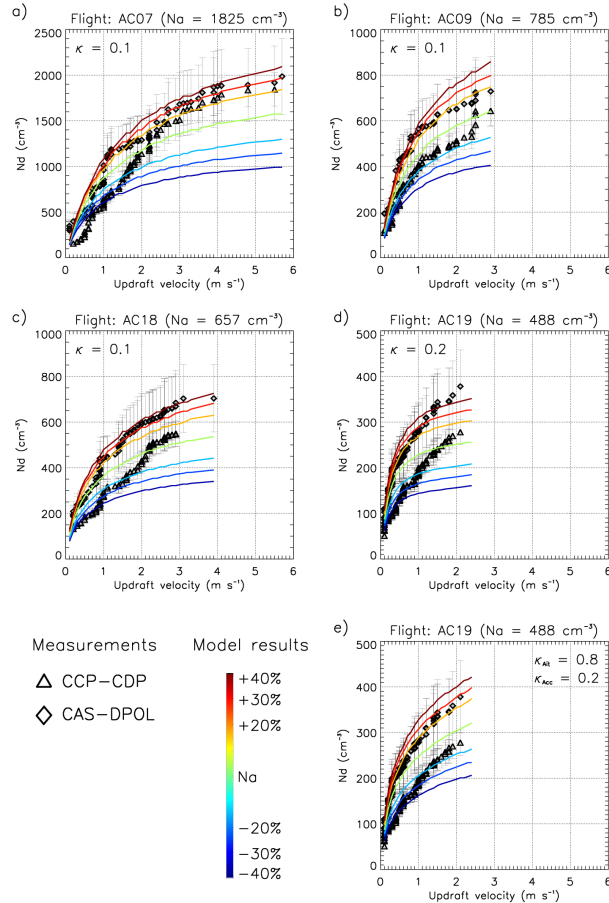 a) Flight: AC07 (Na = 1825 cm⁻³)
κ = 0.1
Nd (cm⁻³)
2500
2000
1500
1000
500
0
0 1 2 3 4 5 6
Updraft velocity (m s⁻¹)
b) Flight: AC09 (Na = 785 cm⁻³)
κ = 0.1
Nd (cm⁻³)
1000
800
600
400
200
0
0 1 2 3 4 5 6
Updraft velocity (m s⁻¹)
c) Flight: AC18 (Na = 657 cm⁻³)
κ = 0.1
Nd (cm⁻³)
1000
800
600
400
200
0
0 1 2 3 4 5 6
Updraft velocity (m s⁻¹)
d) Flight: AC19 (Na = 488 cm⁻³)
κ = 0.2
Nd (cm⁻³)
500
400
300
200
100
0
0 1 2 3 4 5 6
Updraft velocity (m s⁻¹)
Measurements
CCP−CDP
CAS−DPOL
Model results
+40%
+30%
+20%
Na
−20%
−30%
−40%
e) Flight: AC19 (Na = 488 cm⁻³)
κAit = 0.8
κAcc = 0.2
Nd (cm⁻³)
500
400
300
200
100
0
0 1 2 3 4 5 6
Updraft velocity (m s⁻¹)